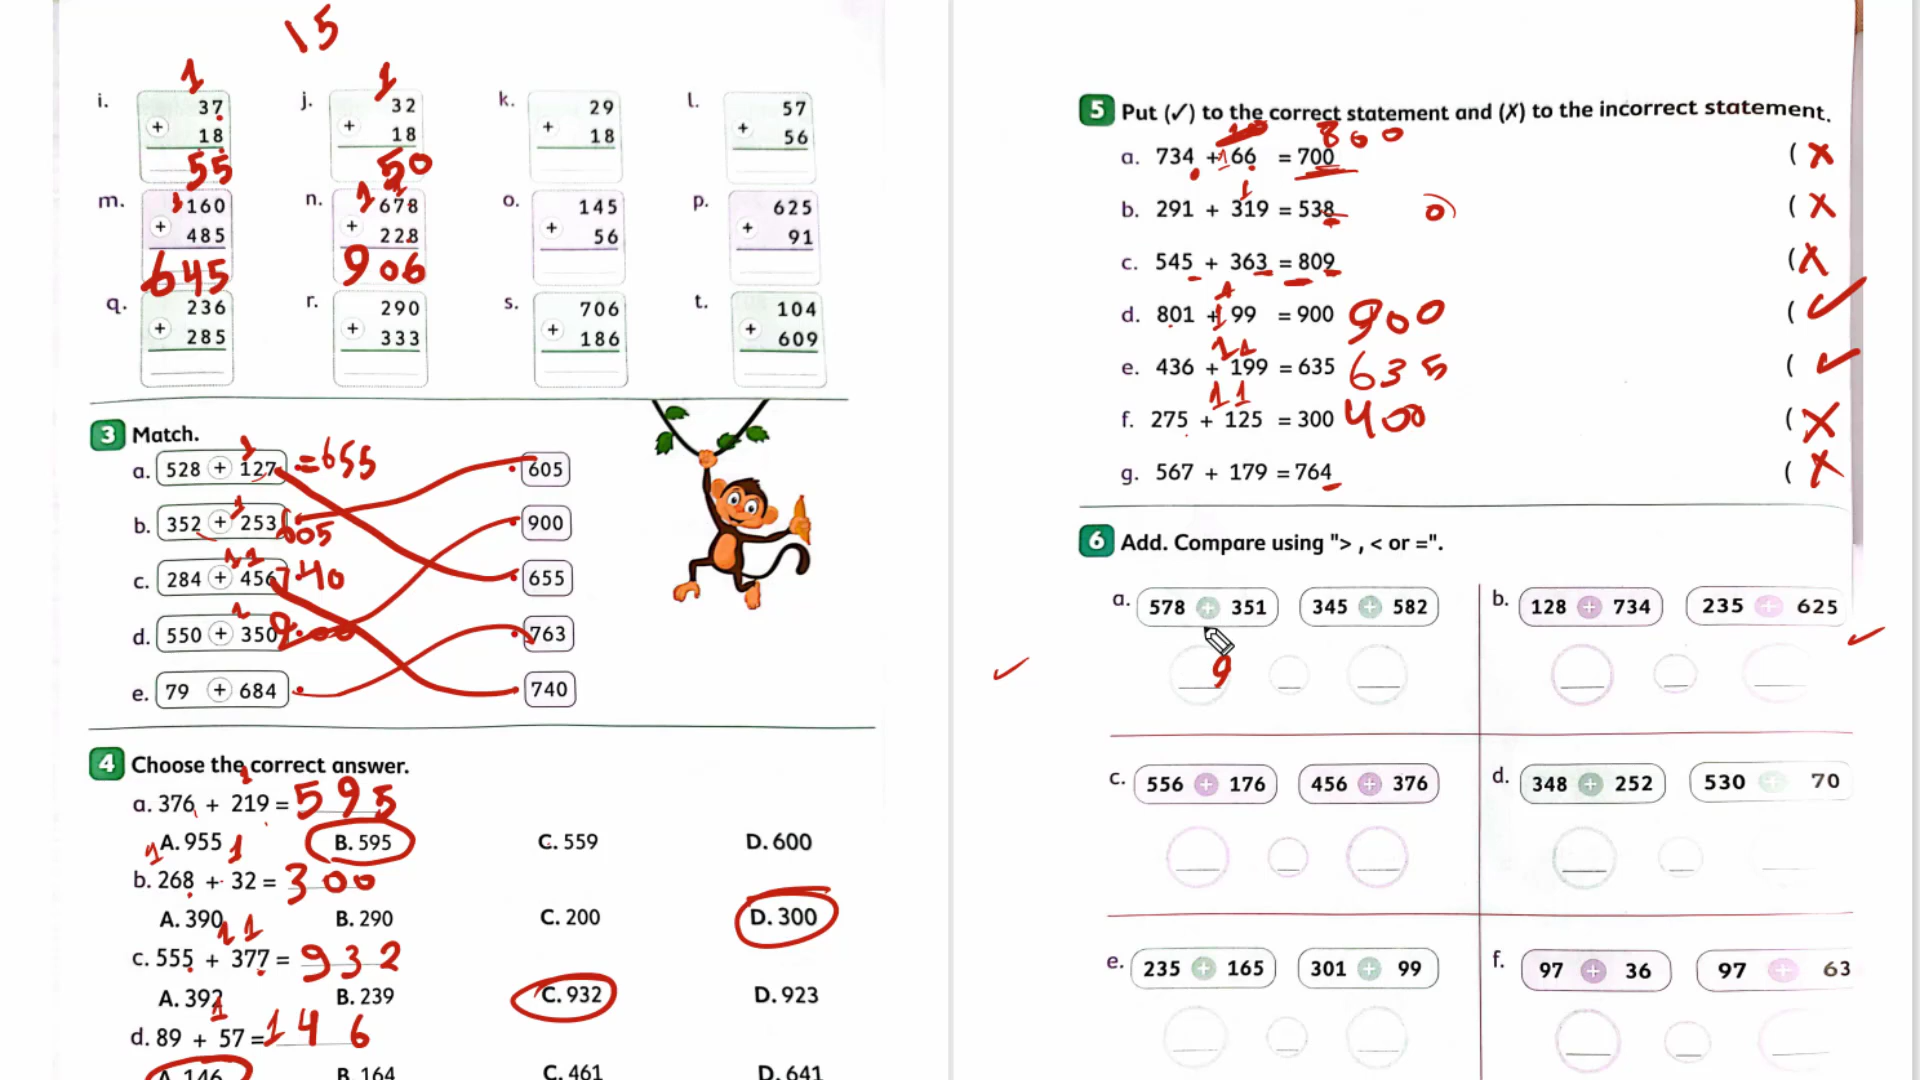 15
1 1
i. 37 j. 32 k. 29 l. 57
+ 18 + 18 + 18 + 56
55 50
m. 160 n. 678 o. 145 p. 625
+ 485 + 228 + 56 + 91
645 906
q. 236 r. 290 s. 706 t. 104
+ 285 + 333 + 186 + 609
3 Match.
a. 528 + 127 =655 605
b. 352 + 253 605 900
c. 284 + 456 740 655
d. 550 + 350 900 763
e. 79 + 684 740
4 Choose the correct answer.
a. 376 + 219 = 595
A. 955 B. 595 C. 559 D. 600
b. 268 + 32 = 300
A. 390 B. 290 C. 200 D. 300
c. 555 + 377 = 932
A. 392 B. 239 C. 932 D. 923
d. 89 + 57 = 146
A. 146 B. 164 C. 461 D. 641
5 Put (✓) to the correct statement and (✗) to the incorrect statement.
a. 734 + 166 = 700 800 ( X
b. 291 + 319 = 538 0 ( X
c. 545 + 363 = 809 ( X
d. 801 + 199 = 900 900 ( ✓
e. 436 + 199 = 635 635 ( ✓
f. 275 + 125 = 300 400 ( X
g. 567 + 179 = 764 ( X
6 Add. Compare using "> , < or =".
a. 578 + 351 345 + 582 b. 128 + 734 235 + 625
9
c. 556 + 176 456 + 376 d. 348 + 252 530 + 70
e. 235 + 165 301 + 99 f. 97 + 36 97 + 63